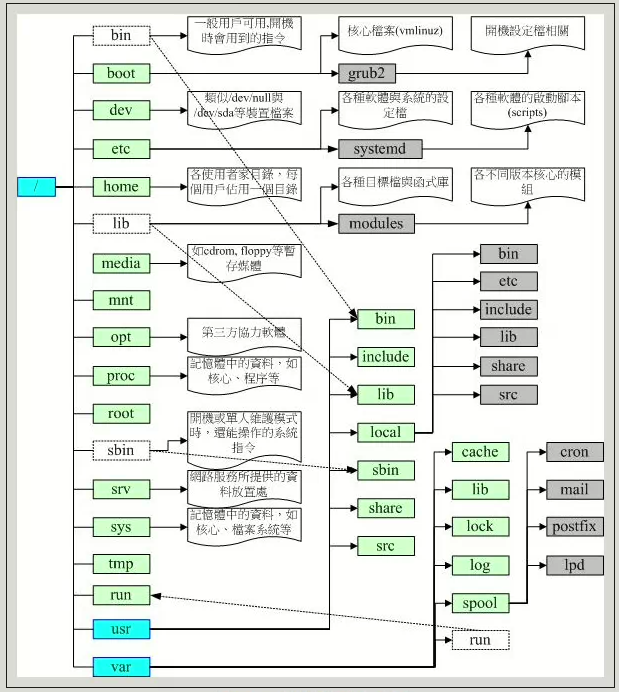 bin
一般用戶可用,開機
時會用到的指令
核心檔案(vmlinuz)
開機設定檔相關
boot
grub2
dev
類似/dev/null與
/dev/sda等裝置檔案
各種軟體與系統的設
定檔
各種軟體的啟動腳本
(scripts)
etc
systemd
/
home
各使用者家目錄，每
個用戶佔用一個目錄
各種目標檔與函式庫
各不同版本核心的模
組
lib
modules
media
如cdrom, floppy等暫
存媒體
bin
etc
include
lib
share
src
mnt
opt
第三方協力軟體
bin
include
lib
local
sbin
share
src
proc
記憶體中的資料，如
核心、程序等
root
開機或單人維護模式
時，還能操作的系統
指令
sbin
srv
網路服務所提供的資
料放置處
sys
記憶體中的資料，如
核心、檔案系統等
tmp
run
usr
var
cache
lib
lock
log
spool
run
cron
mail
postfix
lpd